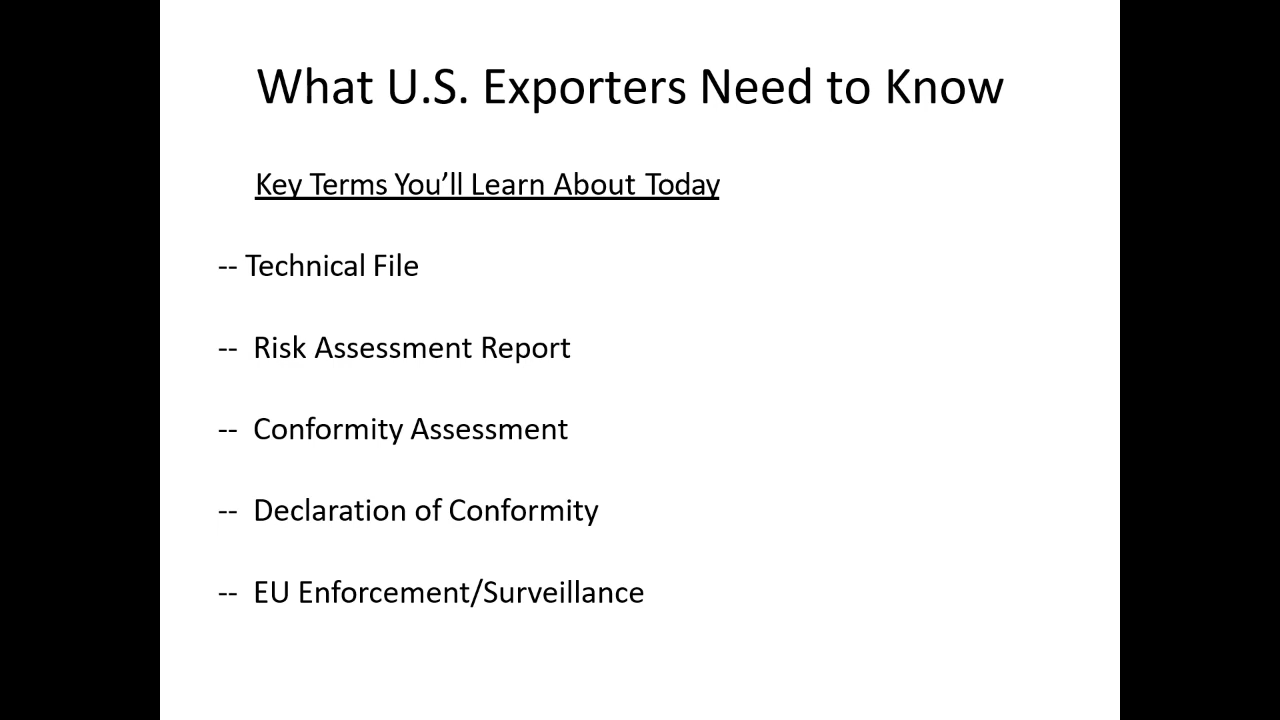 What U.S. Exporters Need to Know
Key Terms You’ll Learn About Today
-- Technical File
-- Risk Assessment Report
-- Conformity Assessment
-- Declaration of Conformity
-- EU Enforcement/Surveillance